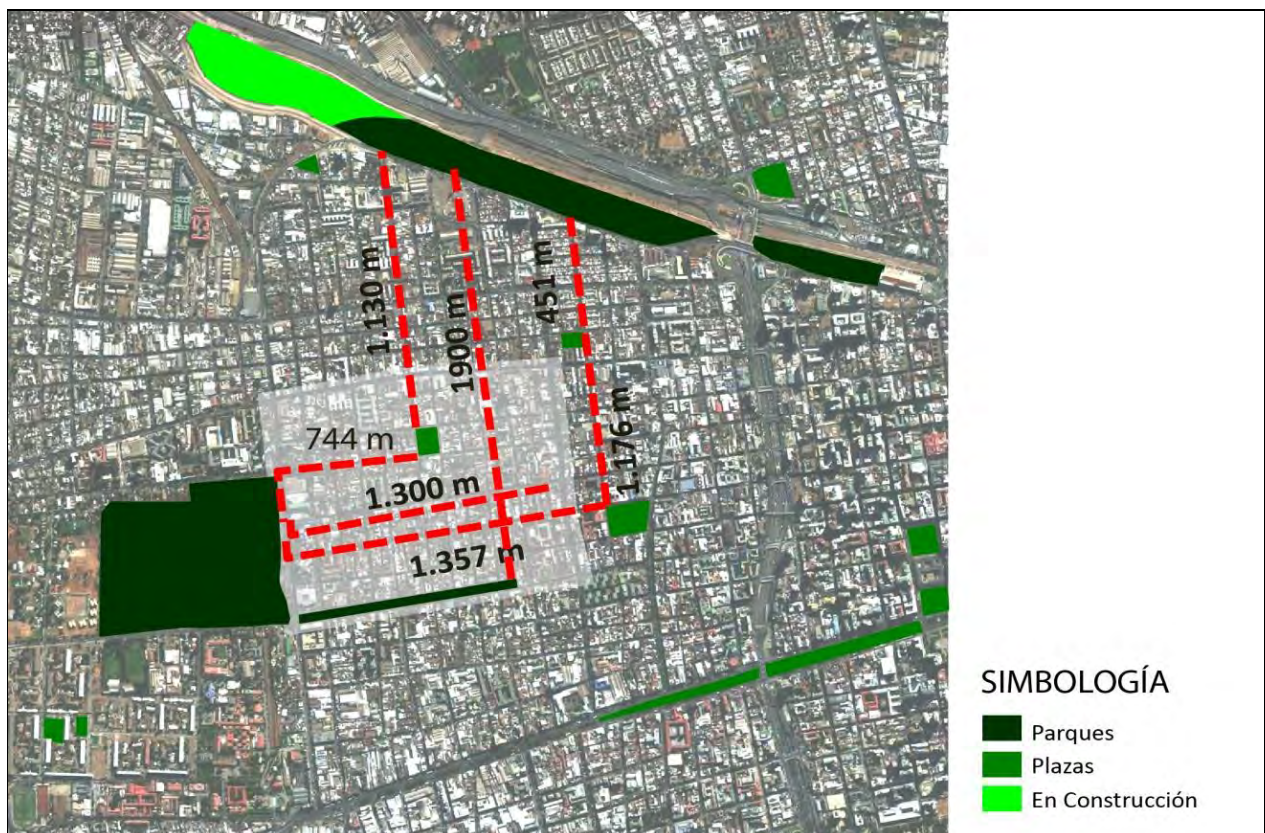 1.130 m
1900 m
451 m
1.176 m
744 m
1.300 m
1.357 m
SIMBOLOGÍA
Parques
Plazas
En Construcción